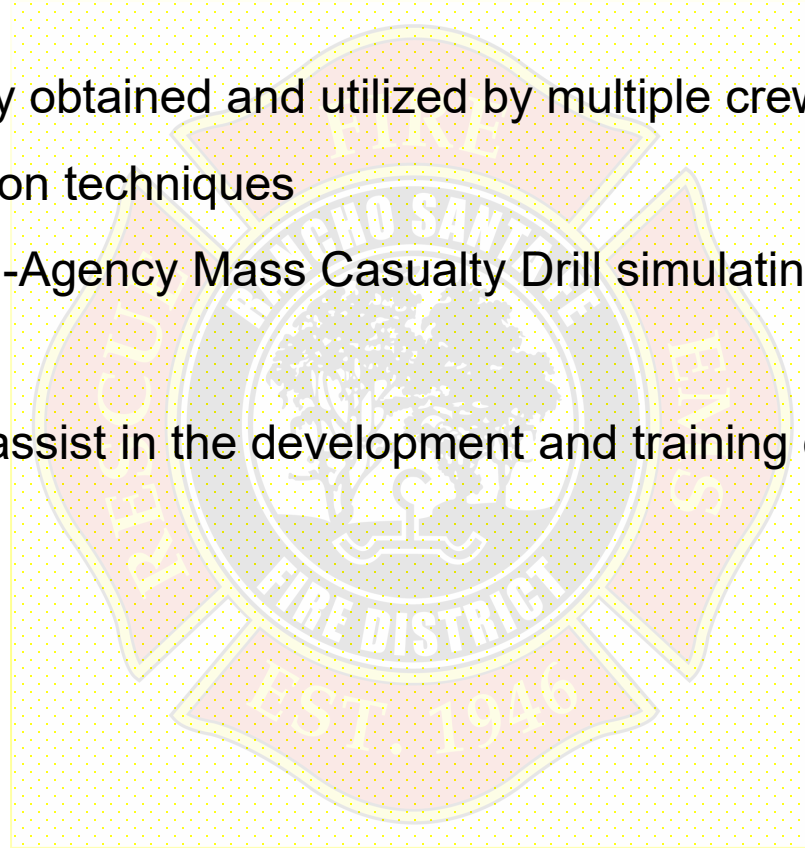 y obtained and utilized by multiple crew
on techniques
-Agency Mass Casualty Drill simulatin
assist in the development and training
FIRE
RANCHO SANTA FE
RESCUE
EMS
FIRE DISTRICT
EST. 1946